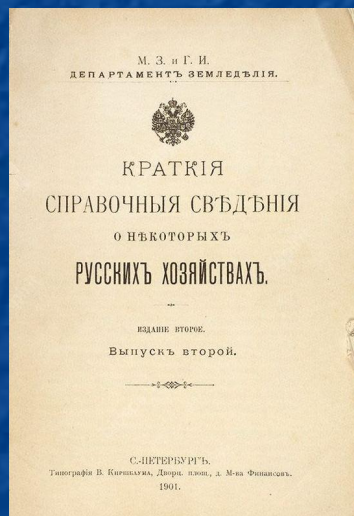 М. З. и Г. И.
ДЕПАРТАМЕНТЪ ЗЕМЛЕДѢЛІЯ.
КРАТКІЯ
СПРАВОЧНЫЯ СВѢДѢНІЯ
О НѢКОТОРЫХЪ
РУССКИХЪ ХОЗЯЙСТВАХЪ.
ИЗДАНІЕ ВТОРОЕ.
Выпускъ второй.
С.-ПЕТЕРБУРГЪ.
Типографія В. Киршбаума, Дворц. площ., д. М-ва Финансовъ.
1901.